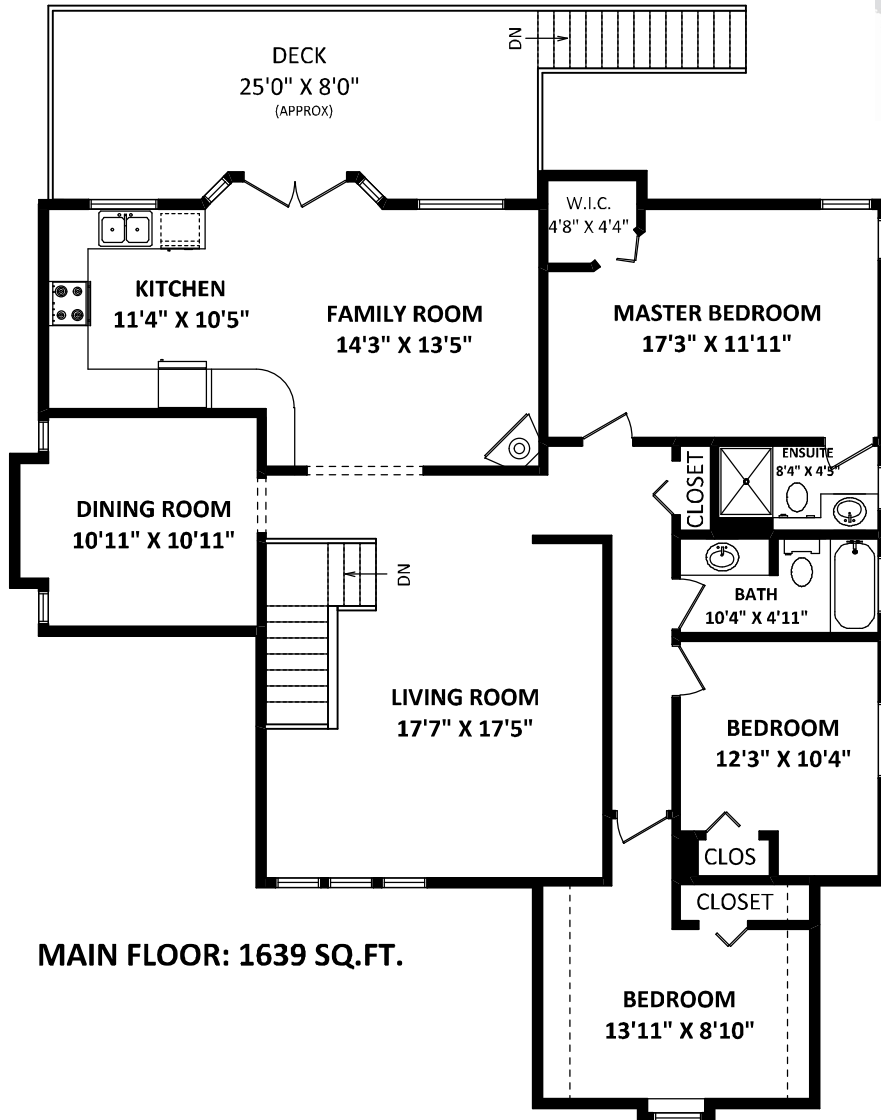 DECK
25'0" X 8'0"
(APPROX)
DN
W.I.C.
4'8" X 4'4"
KITCHEN
11'4" X 10'5"
FAMILY ROOM
14'3" X 13'5"
MASTER BEDROOM
17'3" X 11'11"
CLOSET
ENSUITE
8'4" X 4'5"
DINING ROOM
10'11" X 10'11"
DN
BATH
10'4" X 4'11"
LIVING ROOM
17'7" X 17'5"
BEDROOM
12'3" X 10'4"
CLOS
CLOSET
MAIN FLOOR: 1639 SQ.FT.
BEDROOM
13'11" X 8'10"